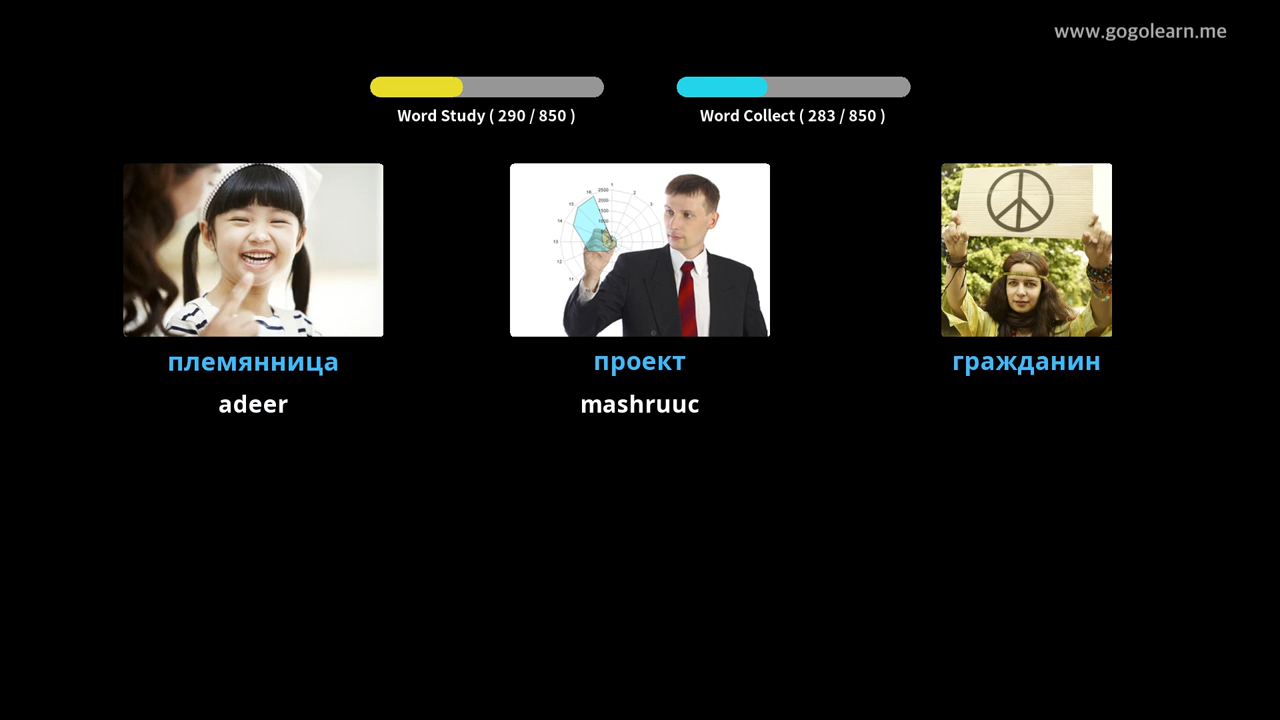 www.gogolearn.me
Word Study ( 290 / 850 )
Word Collect ( 283 / 850 )
племянница
проект
гражданин
adeer
mashruuc